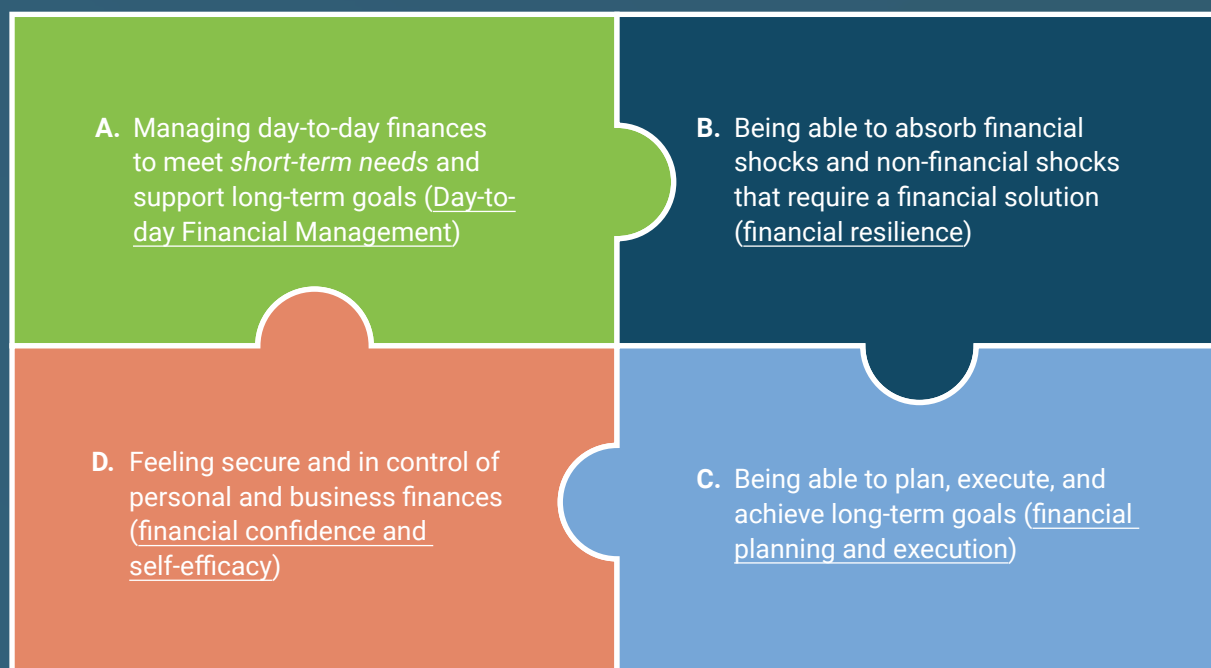 A. Managing day-to-day finances
to meet short-term needs and
support long-term goals (Day-to-
day Financial Management)
B. Being able to absorb financial
shocks and non-financial shocks
that require a financial solution
(financial resilience)
D. Feeling secure and in control of
personal and business finances
(financial confidence and
self-efficacy)
C. Being able to plan, execute, and
achieve long-term goals (financial
planning and execution)